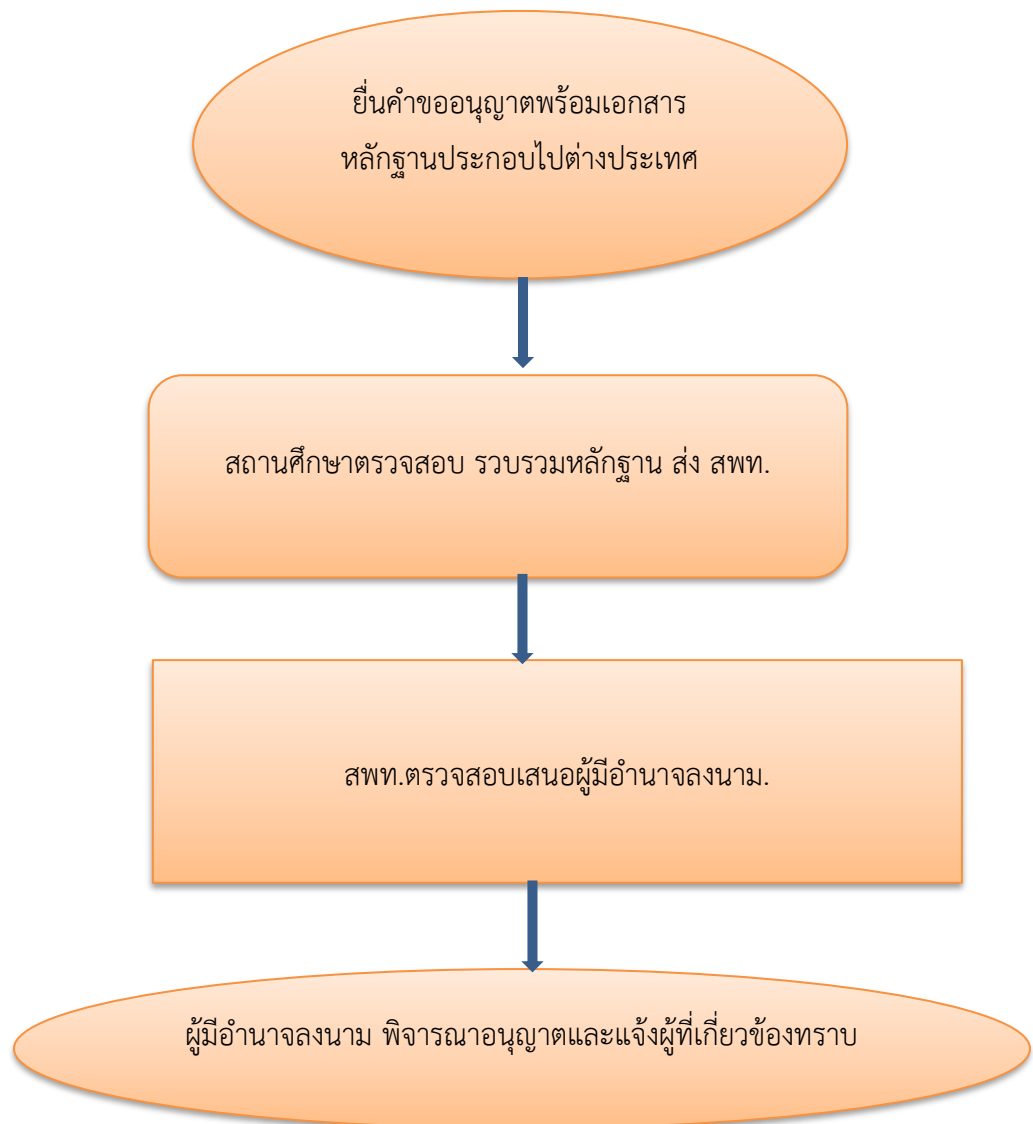 ยื่นคำขออนุญาตพร้อมเอกสาร
หลักฐานประกอบไปต่างประเทศ
สถานศึกษาตรวจสอบ รวบรวมหลักฐาน ส่ง สพท.
สพท.ตรวจสอบเสนอผู้มีอำนาจลงนาม.
ผู้มีอำนาจลงนาม พิจารณาอนุญาตและแจ้งผู้ที่เกี่ยวข้องทราบ